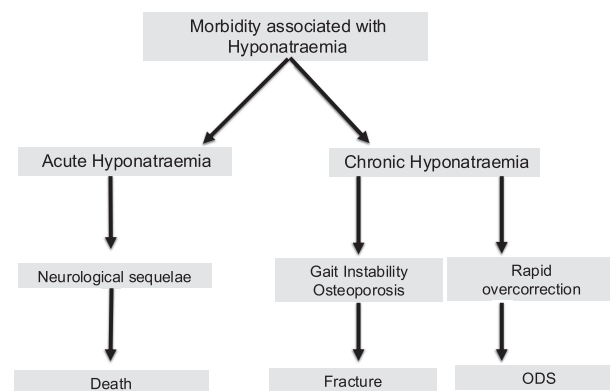 Morbidity associated with
Hyponatraemia
Acute Hyponatraemia
Chronic Hyponatraemia
Neurological sequelae
Gait Instability
Osteoporosis
Rapid
overcorrection
Death
Fracture
ODS